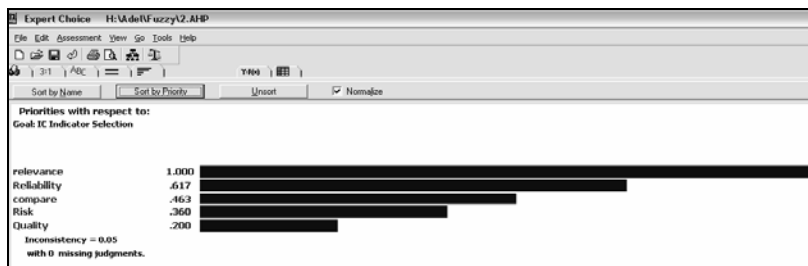 Expert Choice H:\Adel\Fuzzy\2.AHP
File Edit Assessment View Go Tools Help
3:1 ABC Y=f(x)
Sort by Name Sort by Priority Unsort Normalize
Priorities with respect to:
Goal: IC Indicator Selection
relevance 1.000
Reliability .617
compare .463
Risk .360
Quality .200
Inconsistency = 0.05
with 0 missing judgments.